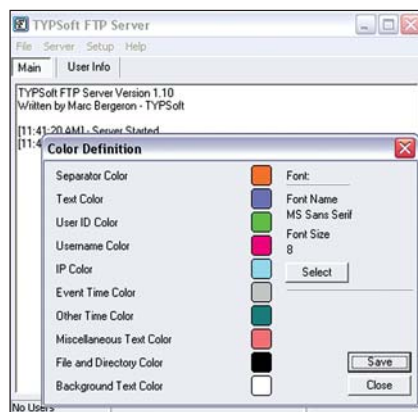 TYPSoft FTP Server
File Server Setup Help
Main User Info
TYPSoft FTP Server Version 1.10
Written by Marc Bergeron - TYPSoft
[11:41:20 AM] - Server Started
[11:4
Color Definition
Separator Color
Text Color
User ID Color
Username Color
IP Color
Event Time Color
Other Time Color
Miscellaneous Text Color
File and Directory Color
Background Text Color
Font:
Font Name
MS Sans Serif
Font Size
8
Select
Save
Close
No Users